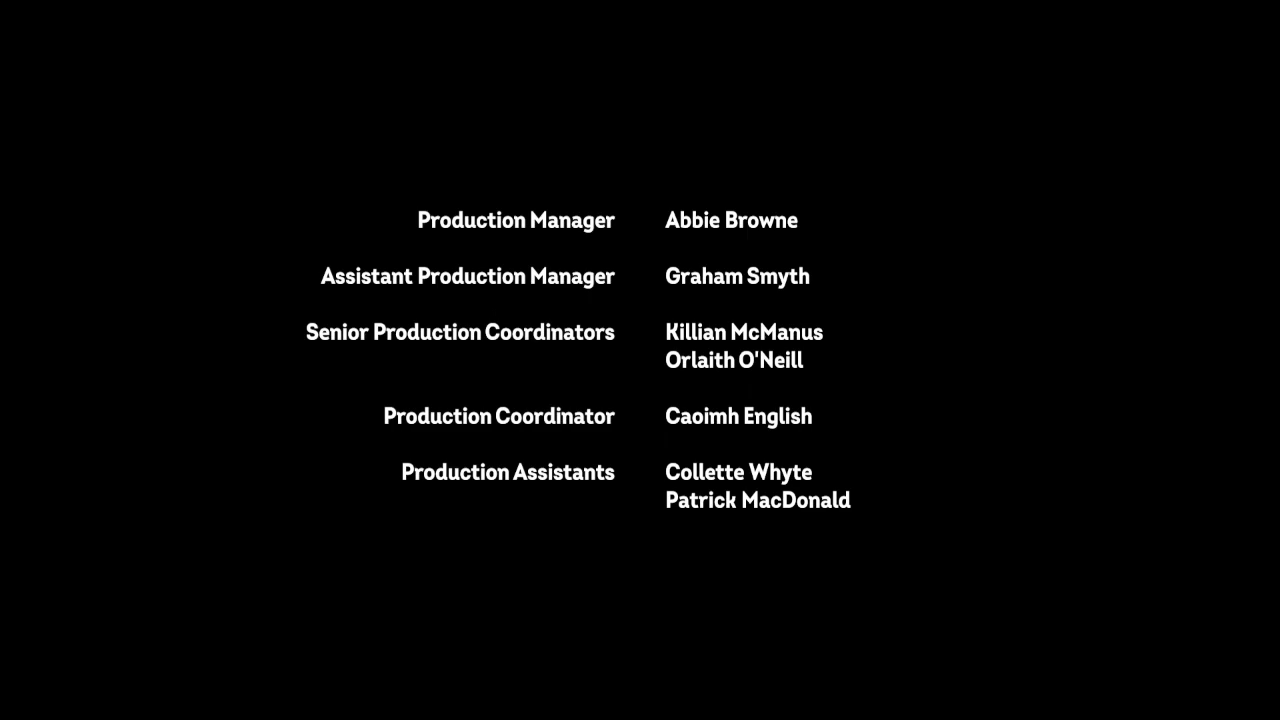 Production Manager Abbie Browne
Assistant Production Manager Graham Smyth
Senior Production Coordinators Killian McManus
Orlaith O'Neill
Production Coordinator Caoimh English
Production Assistants Collette Whyte
Patrick MacDonald